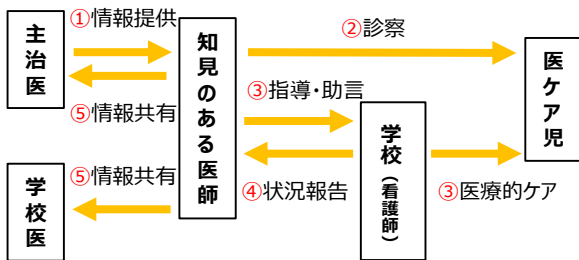 ①情報提供
②診察
主治医
知見のある医師
医ケア児
⑤情報共有
③指導・助言
学校(看護師)
⑤情報共有
④状況報告
③医療的ケア
学校医